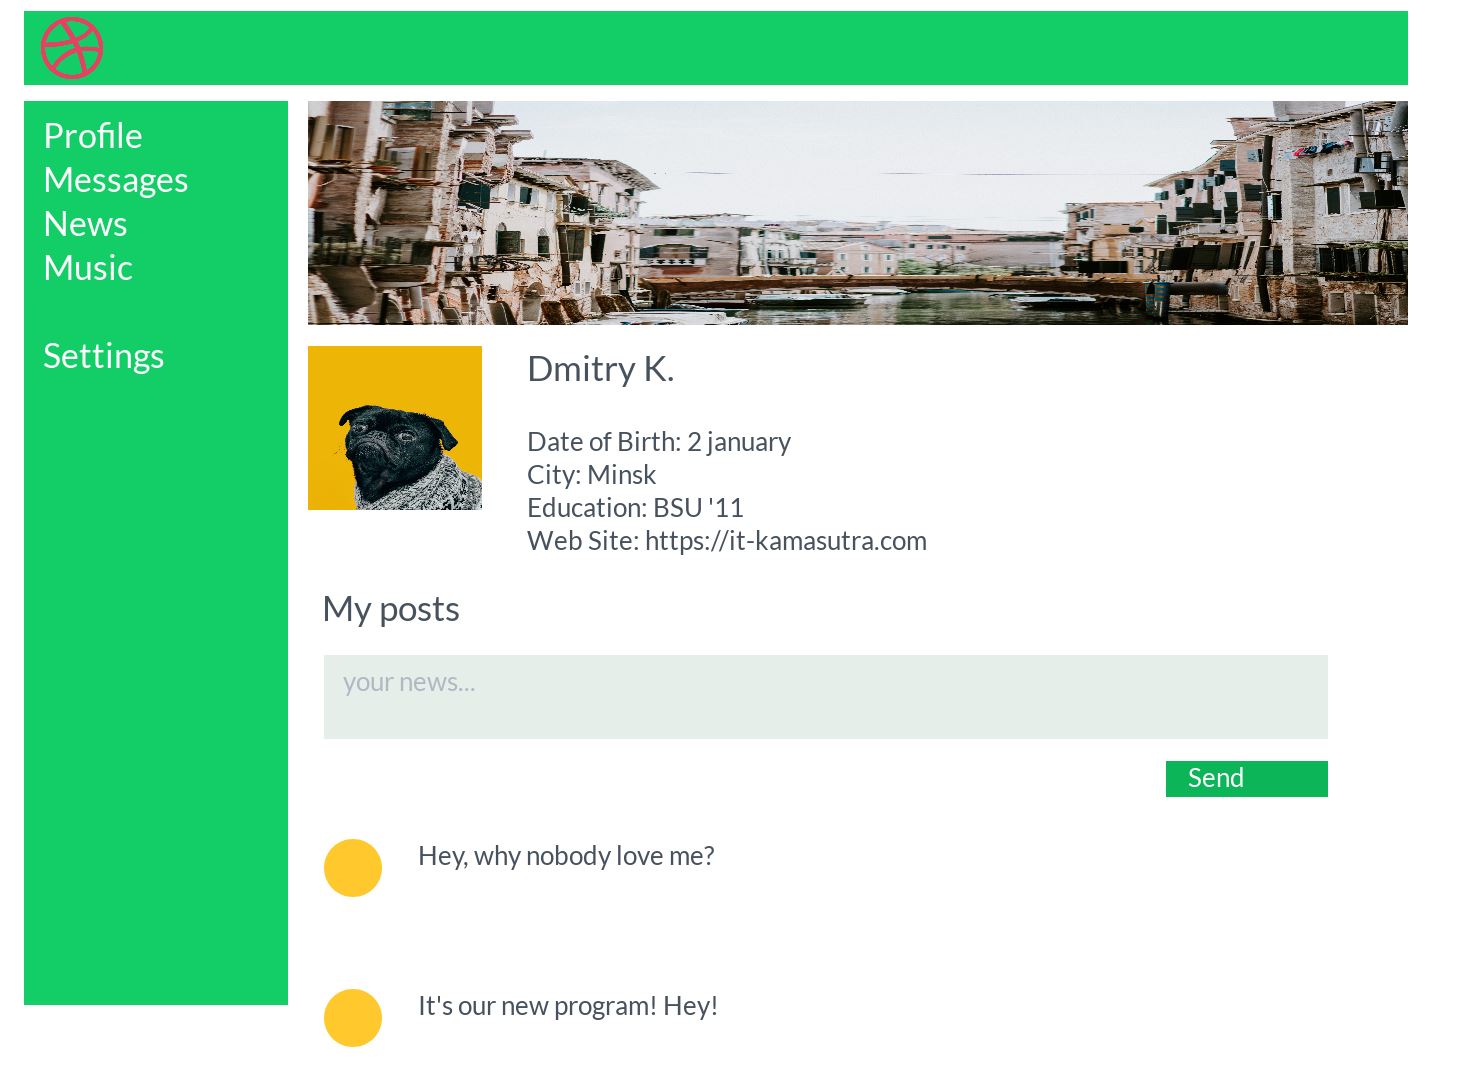 Profile
Messages
News
Music
Settings
Dmitry K.
Date of Birth: 2 january
City: Minsk
Education: BSU '11
Web Site: https://it-kamasutra.com
My posts
your news...
Send
Hey, why nobody love me?
It's our new program! Hey!